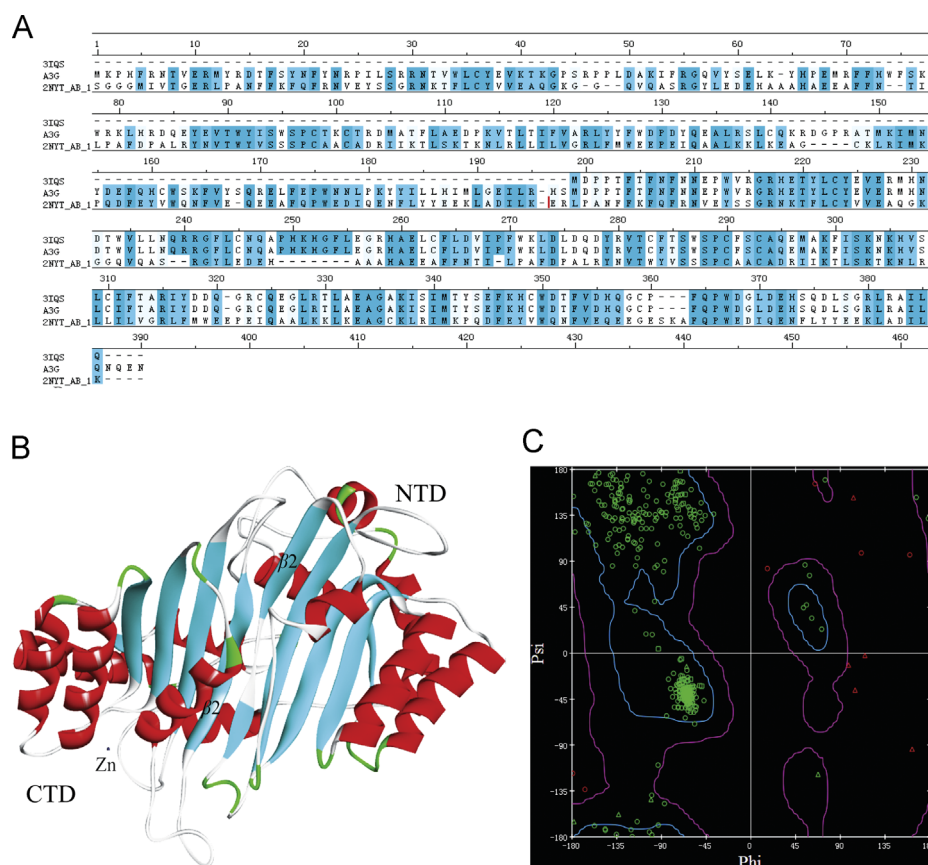 A
1 10 20 30 40 50 60 70
3IQS -----------------------------------------------------------------------------
A3G MKPHFRNTVERMYRDTFSYNFYNRPILSRRNTVWLCYEVKTKGPSRPPLDAKIFRGQVYSELK-YHPEMRFFHWFSK
2NYT_AB_1 SGGGMIVTGERLPANFFKFQFRNVEYSSGRNKTFLCYVVEAQGKG-G--QVQASRGYLEDEHAAAHAEEAFFN--TI
80 90 100 110 120 130 140 150
3IQS -----------------------------------------------------------------------------
A3G WRKLHRDQEYEVTWYISWSPCTKCTRDMATFLAEDPKVTLTIFVARLYYFWDPDYQEALRSLCQKRDGPRATMKIMN
2NYT_AB_1 LPAFDPALRYNVTWYVSSSPCAACADRIIKTLSKTKNLRLLILVGRLFMWEEPEIQAALKKLKEAG----CKLRIMK
160 170 180 190 200 210 220 230
3IQS --------------------------------------------MDPPTFTFNFNNEPWVRGRHETYLCYEVERMHN
A3G YDEFQHCWSKFVYSQRELFEPWNNLPKYYILLHIMLGEILR-HSMDPPTFTFNFNNEPWVRGRHETYLCYEVERMHN
2NYT_AB_1 PQDFEYVWQNFVE-QEEGEFEPWEDIQENFLYYEEKLADILKERLPANFFKFQFRNVEYSSGRNKTFLCYVVEAQGK
240 250 260 270 280 290 300
3IQS DTWVLLNQRRGFLCNQAPHKHGFLEGRHAELCFLDVIPFWKLDLDQDYRVTCFTSWSPCFSCAQEMAKFISKNKHVS
A3G DTWVLLNQRRGFLCNQAPHKHGFLEGRHAELCFLDVIPFWKLDLDQDYRVTCFTSWSPCFSCAQEMAKFISKNKHVS
2NYT_AB_1 GGQVQAS--RGYLEDEH-------AAAHAEEAFFNTI-LPAFDPALRYNVTWYVSSSPCAACADRIIKTLSKTKNLR
310 320 330 340 350 360 370 380
3IQS LCIFTARIYDDQ-GRCQEGLRTLAEAGAKISIMTYSEFKHCWDTFVDHQGCP---FQPWDGLDEHSQDLSGRLRAIL
A3G LCIFTARIYDDQ-GRCQEGLRTLAEAGAKISIMTYSEFKHCWDTFVDHQGCP---FQPWDGLDEHSQDLSGRLRAIL
2NYT_AB_1 LLILVGRLFMWEEPEIQAALKKLKEAGCKLRIMKPQDFEYVWQNFVEQEEGESKAFQPWEDIQENFLYYEEKLADIL
390 400 410 420 430 440 450 460
3IQS Q----
A3G QNQEN
2NYT_AB_1 K----
B
NTD
β2
β2
Zn
CTD
C
180
135
90
45
0
-45
-90
-135
-180
-180 -135 -90 -45 0 45 90 135 180
Psi
Phi